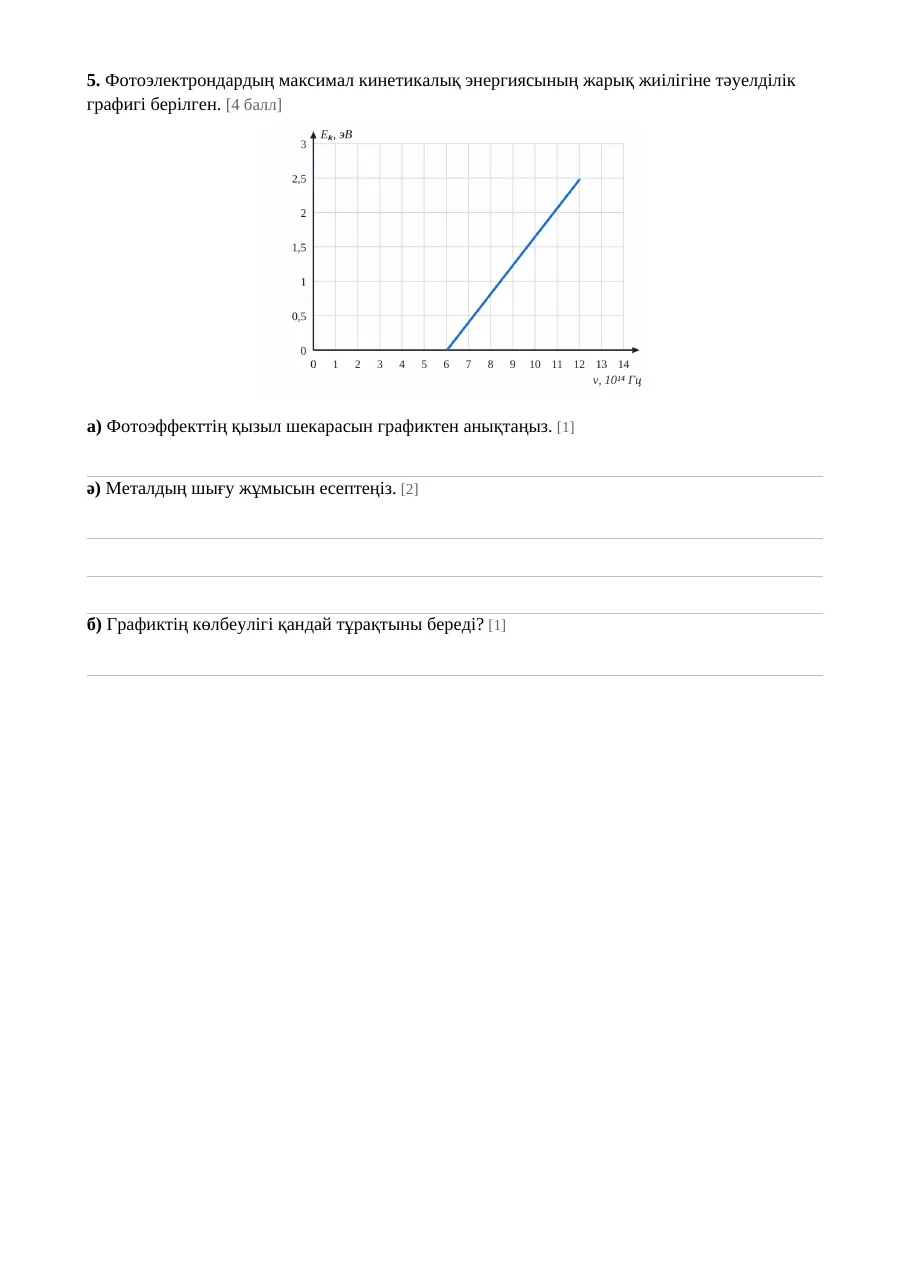 5. Фотоэлектрондардың максимал кинетикалық энергиясының жарық жиілігіне тәуелділік
графигі берілген. [4 балл]
Eₖ, эВ
3
2,5
2
1,5
1
0,5
0
0 1 2 3 4 5 6 7 8 9 10 11 12 13 14
ν, 10¹⁴ Гц
а) Фотоэффекттің қызыл шекарасын графиктен анықтаңыз. [1]
ә) Металдың шығу жұмысын есептеңіз. [2]
б) Графиктің көлбеулігі қандай тұрақтыны береді? [1]